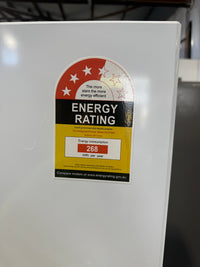 The more
stars the more
energy efficient
ENERGY
RATING
Energy consumption
268
kWh per year
Compare models at www.energyrating.gov.au